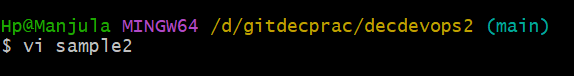 Hp@Manjula MINGW64 /d/gitdecprac/decdevops2 (main)
$ vi sample2